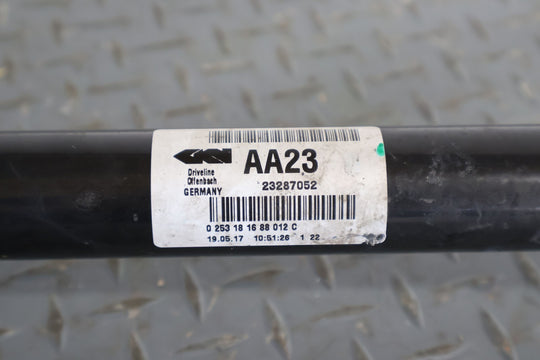 GKN
AA23
Driveline
Offenbach
GERMANY
23287052
0 253 18 16 88 012 C
19.05.17 10:51:26 1 22